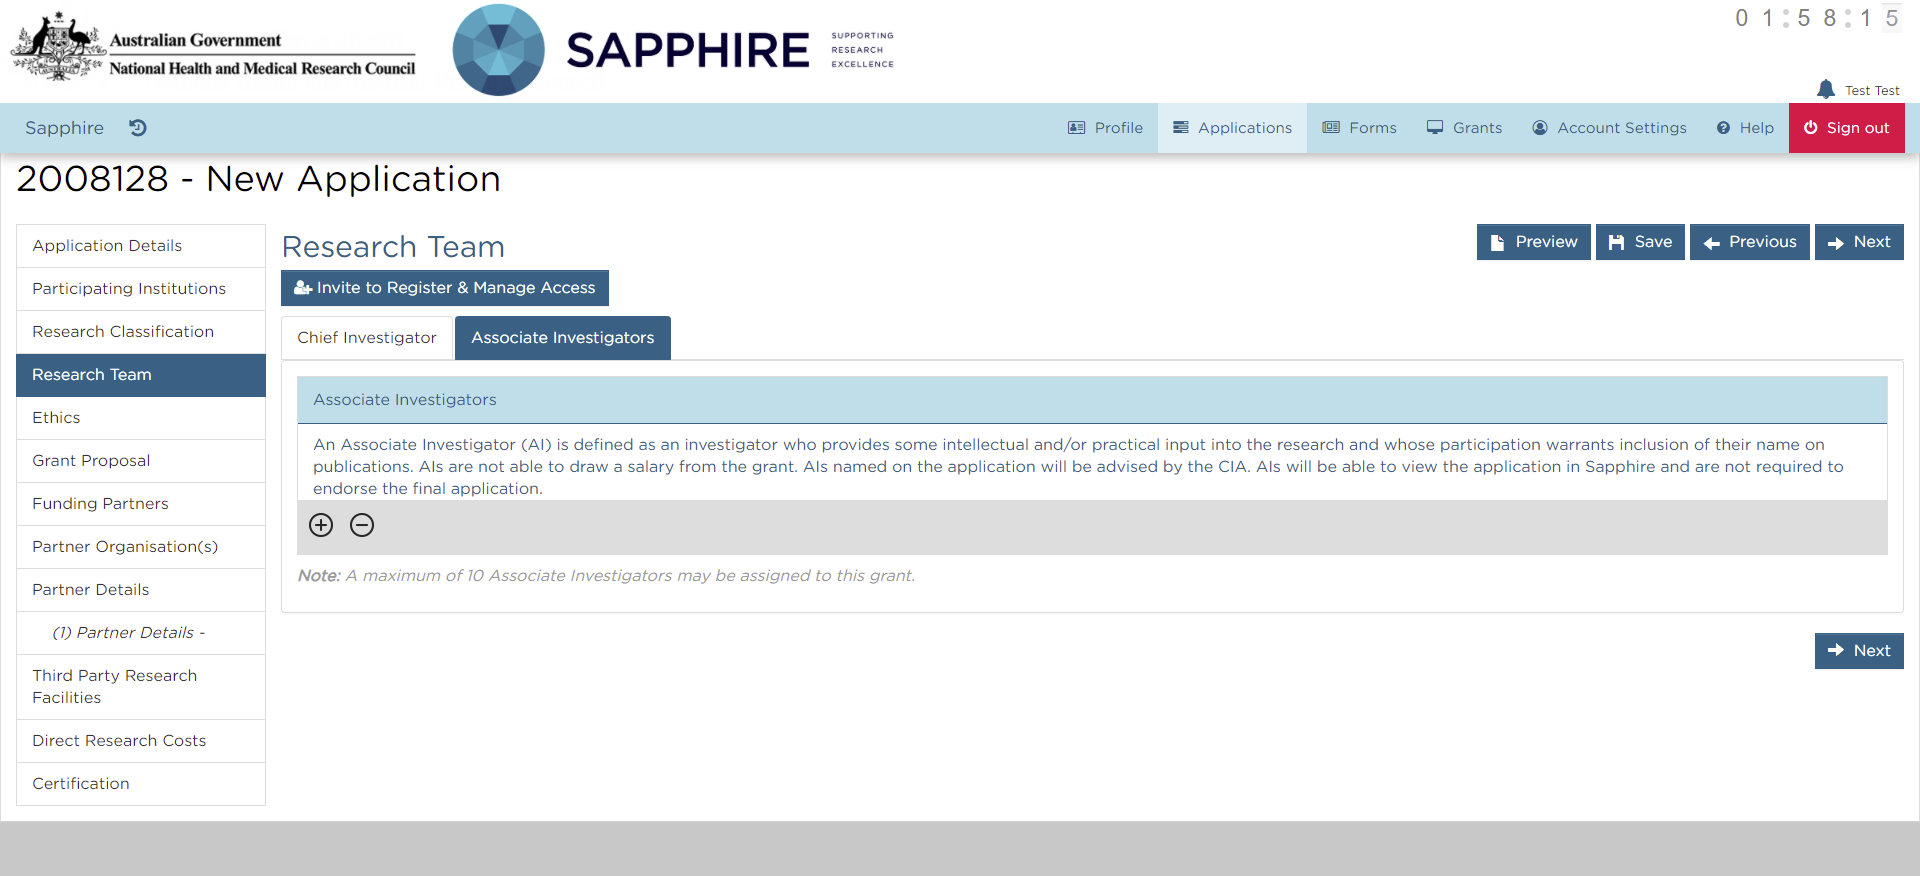 Australian Government
National Health and Medical Research Council
SAPPHIRE
SUPPORTING
RESEARCH
EXCELLENCE
01:58:15
Test Test
Sapphire
Profile
Applications
Forms
Grants
Account Settings
Help
Sign out
2008128 - New Application
Application Details
Participating Institutions
Research Classification
Research Team
Ethics
Grant Proposal
Funding Partners
Partner Organisation(s)
Partner Details
(1) Partner Details -
Third Party Research
Facilities
Direct Research Costs
Certification
Research Team
Preview
Save
Previous
Next
Invite to Register & Manage Access
Chief Investigator
Associate Investigators
Associate Investigators
An Associate Investigator (AI) is defined as an investigator who provides some intellectual and/or practical input into the research and whose participation warrants inclusion of their name on
publications. AIs are not able to draw a salary from the grant. AIs named on the application will be advised by the CIA. AIs will be able to view the application in Sapphire and are not required to
endorse the final application.
Note: A maximum of 10 Associate Investigators may be assigned to this grant.
Next